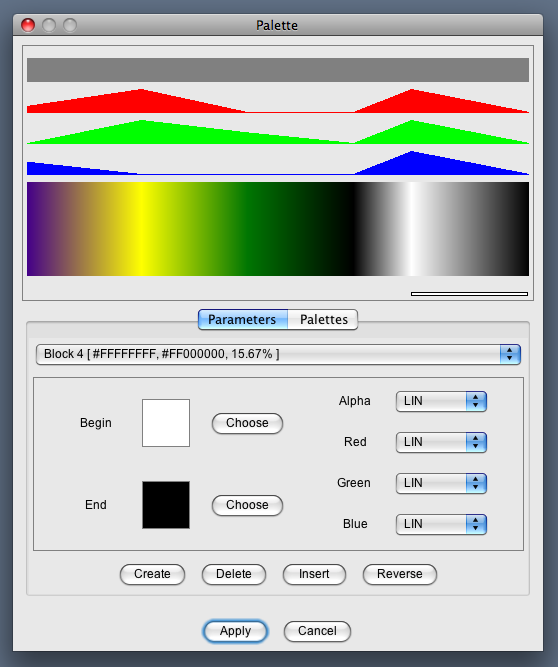 Palette
Parameters Palettes
Block 4 [ #FFFFFFFF, #FF000000, 15.67% ]
Begin Choose
End Choose
Alpha LIN
Red LIN
Green LIN
Blue LIN
Create Delete Insert Reverse
Apply Cancel